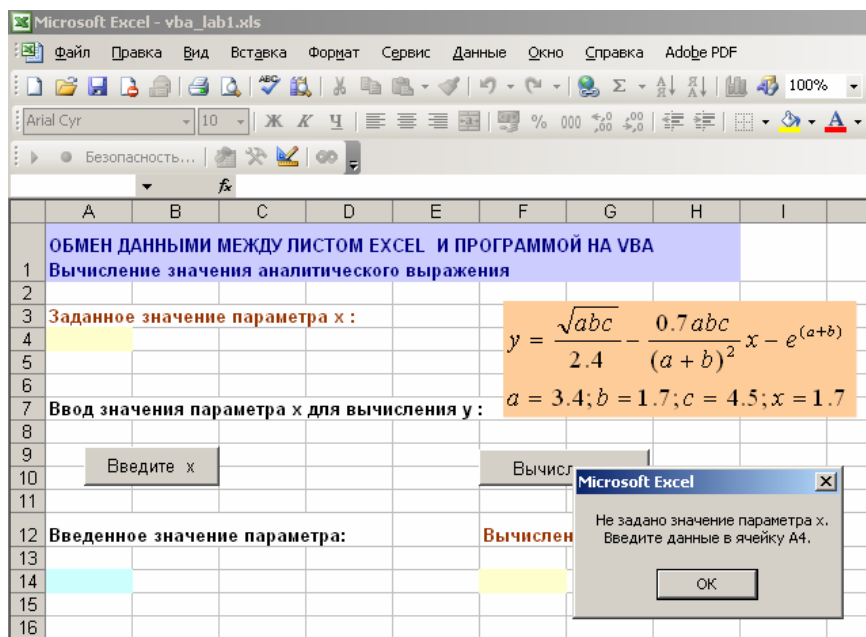 Microsoft Excel - vba_lab1.xls
Файл Правка Вид Вставка Формат Сервис Данные Окно Справка Adobe PDF
100%
Arial Cyr 10 Ж К Ч % 000
Безопасность...
fx
A B C D E F G H I
1 ОБМЕН ДАННЫМИ МЕЖДУ ЛИСТОМ EXCEL И ПРОГРАММОЙ НА VBA
Вычисление значения аналитического выражения
2
3 Заданное значение параметра x :
4
5
y = \frac{\sqrt{abc}}{2.4} - \frac{0.7abc}{(a+b)^2} x - e^{(a+b)}
6
7 Ввод значения параметра x для вычисления y :
a = 3.4; b = 1.7; c = 4.5; x = 1.7
8
9
Введите x
Вычисл
10
Microsoft Excel
11
Не задано значение параметра x.
Введите данные в ячейку A4.
12 Введенное значение параметра: Вычислен
13
14
OK
15
16